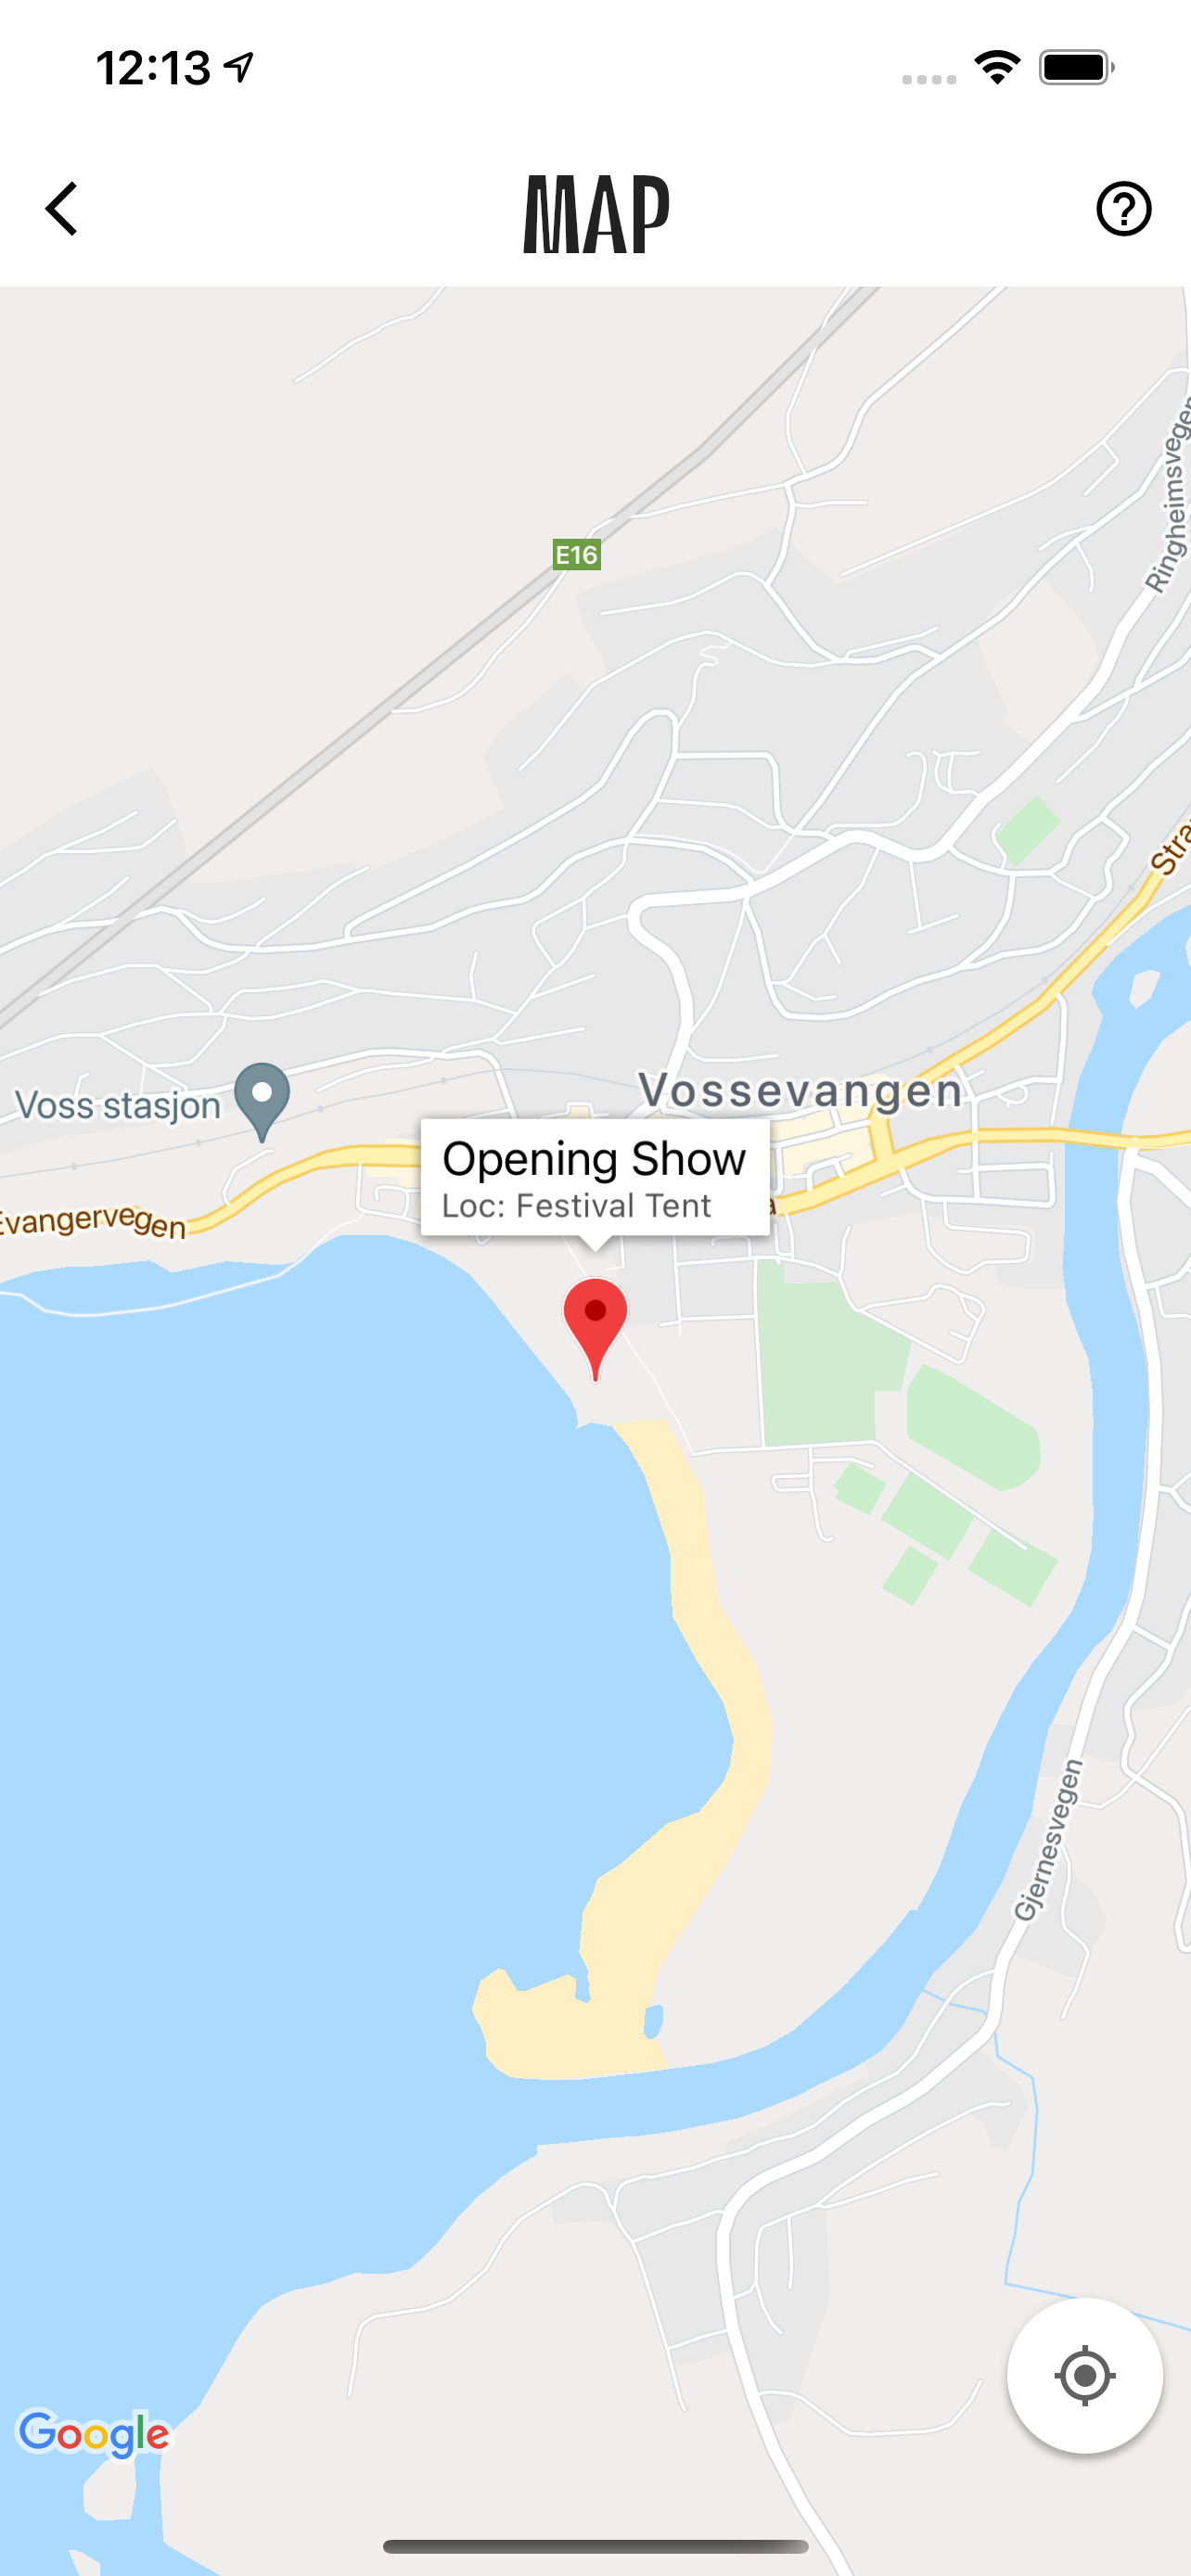 12:13
MAP
Ringheimsvegen
E16
Stra
Voss stasjon
Vossevangen
Opening Show
Loc: Festival Tent
a
Evangervegen
Gjernesvegen
Google